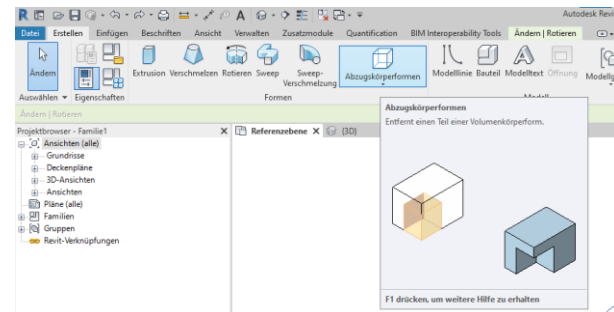 Autodesk Revi
Datei Erstellen Einfügen Beschriften Ansicht Verwalten Zusatzmodule Quantification BIM Interoperability Tools Ändern | Rotieren
Ändern Extrusion Verschmelzen Rotieren Sweep Sweep-Verschmelzung Abzugskörperformen Modelllinie Bauteil Modelltext Öffnung Modellg
Auswählen Eigenschaften Formen Modell
Ändern | Rotieren
Projektbrowser - Familie1
Referenzebene
(3D)
Ansichten (alle)
Grundrisse
Deckenpläne
3D-Ansichten
Ansichten
Pläne (alle)
Familien
Gruppen
Revit-Verknüpfungen
Abzugskörperformen
Entfernt einen Teil einer Volumenkörperform.
F1 drücken, um weitere Hilfe zu erhalten